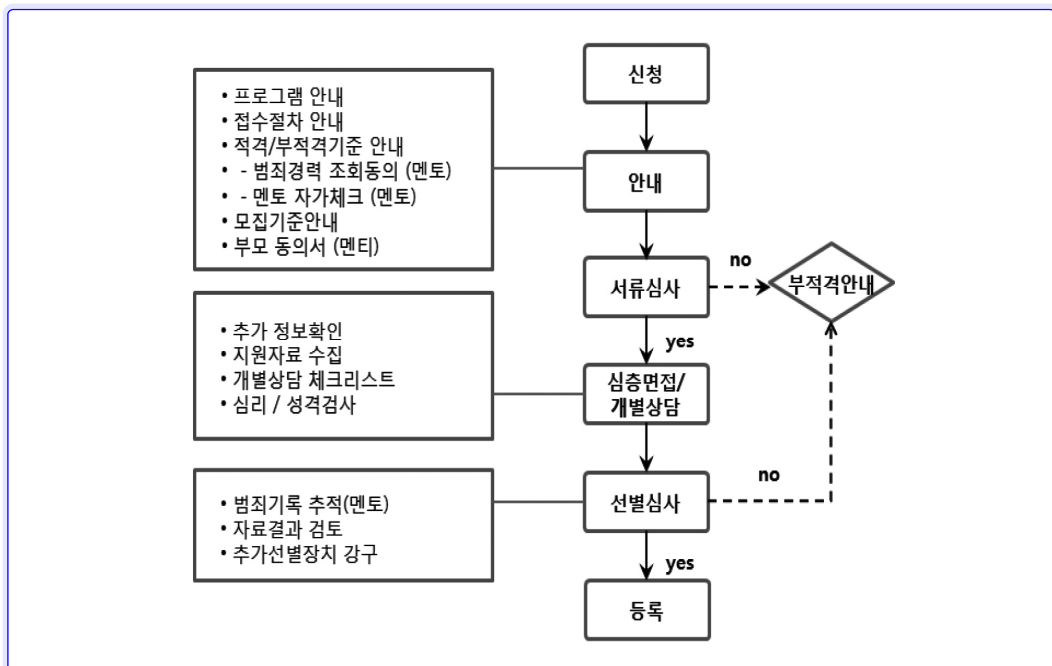 신청
• 프로그램 안내
• 접수절차 안내
• 적격/부적격기준 안내
- 범죄경력 조회동의 (멘토)
- 멘토 자가체크 (멘토)
• 모집기준안내
• 부모 동의서 (멘티)
안내
서류심사
no
부적격안내
yes
• 추가 정보확인
• 지원자료 수집
• 개별상담 체크리스트
• 심리 / 성격검사
심층면접/
개별상담
• 범죄기록 추적(멘토)
• 자료결과 검토
• 추가선별장치 강구
선별심사
no
yes
등록